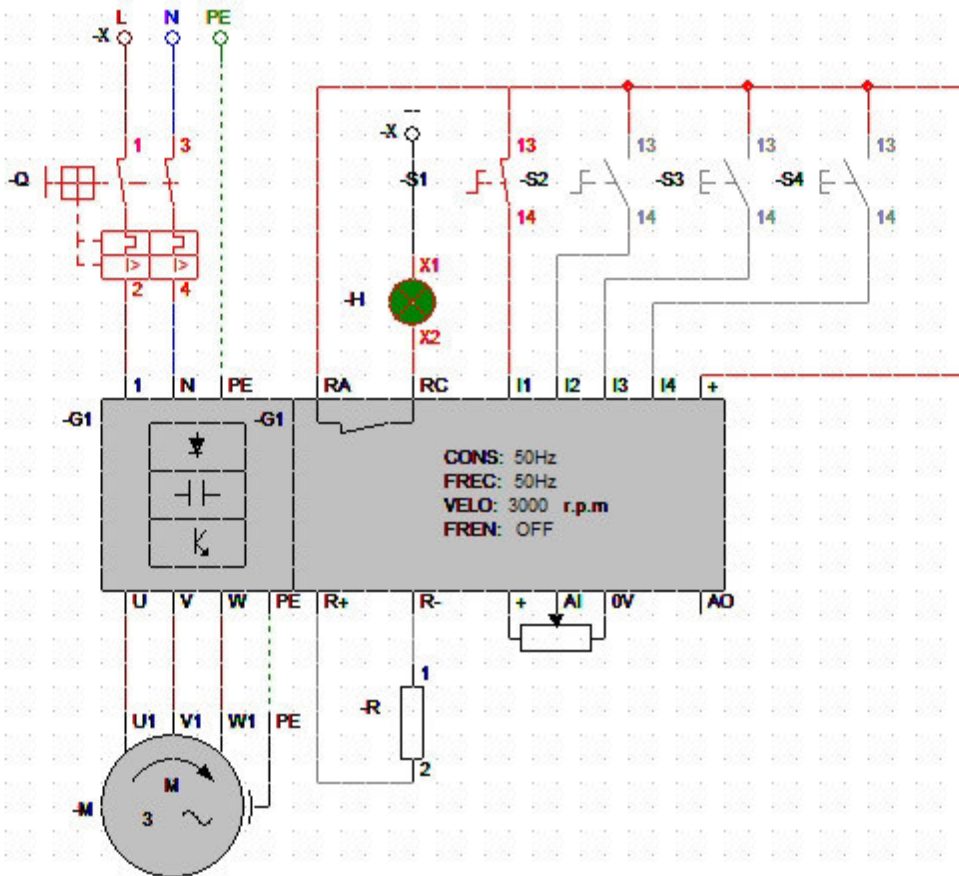 L N PE
-X
-X
1 3
13 13 13 13
-Q
-S1 -S2 -S3 -S4
14 14 14 14
I> I>
X1
2 4
-H
X2
1 N PE RA RC I1 I2 I3 I4 +
-G1 -G1
CONS: 50Hz
FREC: 50Hz
VELO: 3000 r.p.m
FREN: OFF
U V W PE R+ R- + AI 0V AO
1
-R
U1 V1 W1 PE
2
M
-M
3